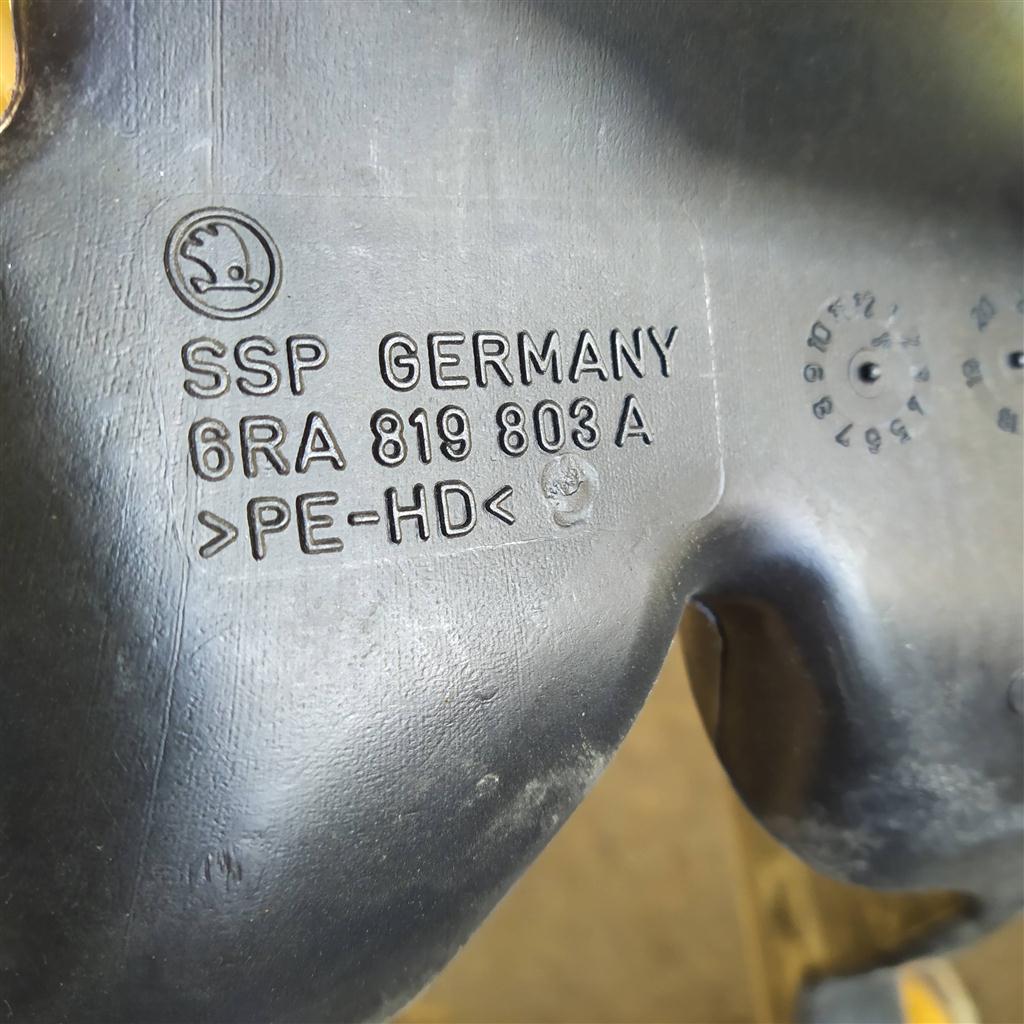 SSP GERMANY
6RA 819 803 A
>PE-HD<